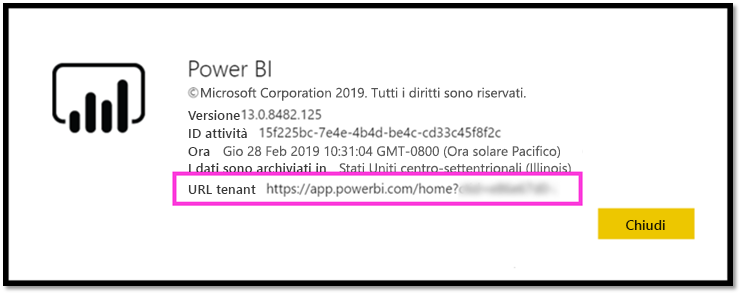 Power BI
©Microsoft Corporation 2019. Tutti i diritti sono riservati.
Versione13.0.8482.125
ID attività 15f225bc-7e4e-4b4d-be4c-cd33c45f8f2c
Ora Gio 28 Feb 2019 10:31:04 GMT-0800 (Ora solare Pacifico)
I dati sono archiviati in Stati Uniti centro-settentrionali (Illinois)
URL tenant https://app.powerbi.com/home?
Chiudi